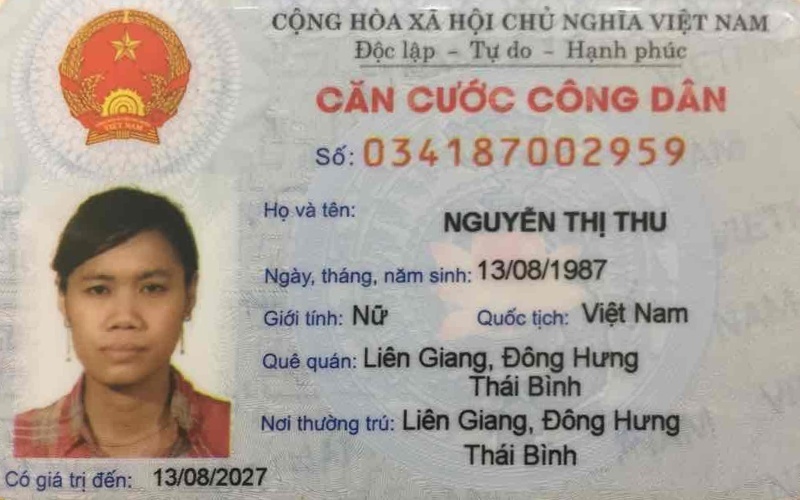 CỘNG HÒA XÃ HỘI CHỦ NGHĨA VIỆT NAM
Độc lập - Tự do - Hạnh phúc
CĂN CƯỚC CÔNG DÂN
Số: 034187002959
Họ và tên: NGUYỄN THỊ THU
Ngày, tháng, năm sinh: 13/08/1987
Giới tính: Nữ Quốc tịch: Việt Nam
Quê quán: Liên Giang, Đông Hưng
Thái Bình
Nơi thường trú: Liên Giang, Đông Hưng
Thái Bình
Có giá trị đến: 13/08/2027
VIỆT NAM